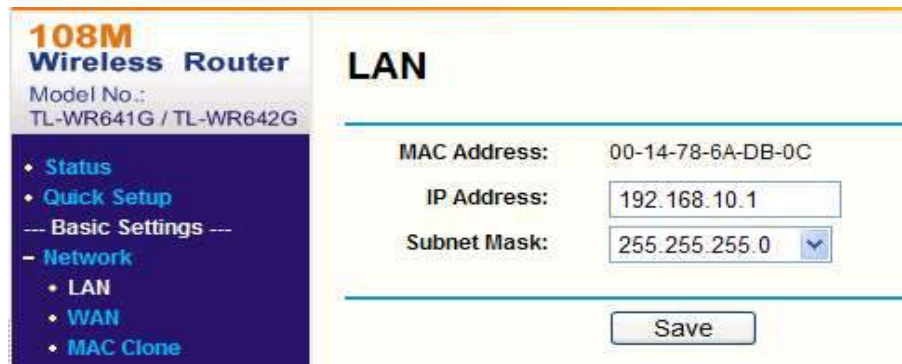 108M
Wireless Router
Model No.:
TL-WR641G / TL-WR642G
• Status
• Quick Setup
--- Basic Settings ---
– Network
• LAN
• WAN
• MAC Clone
LAN
MAC Address: 00-14-78-6A-DB-0C
IP Address: 192.168.10.1
Subnet Mask: 255.255.255.0
Save